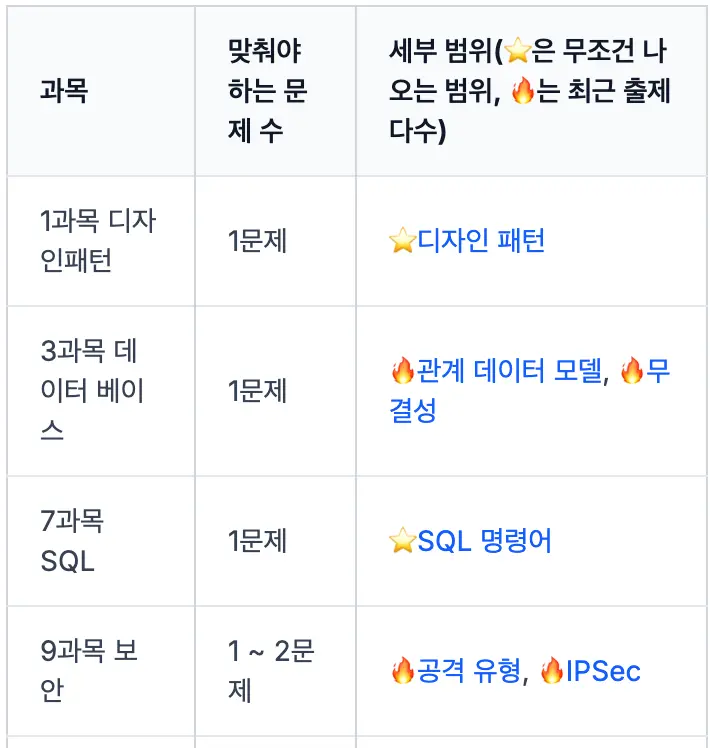 과목
맞춰야
하는 문
제 수
세부 범위(⭐은 무조건 나
오는 범위, 🔥는 최근 출제
다수)
1과목 디자
인패턴
1문제
⭐디자인 패턴
3과목 데
이터 베이
스
1문제
🔥관계 데이터 모델, 🔥무
결성
7과목
SQL
1문제
⭐SQL 명령어
9과목 보
안
1 ~ 2문
제
🔥공격 유형, 🔥IPSec